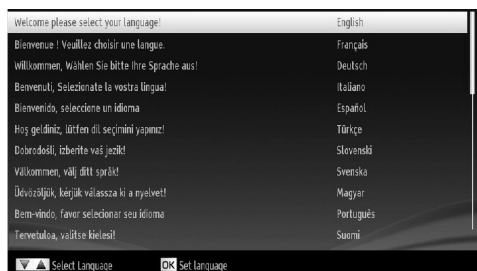 Welcome please select your language! English
Bienvenue ! Veuillez choisir une langue. Français
Willkommen, Wählen Sie bitte Ihre Sprache aus! Deutsch
Benvenuti, Selezionate la vostra lingua! Italiano
Bienvenido, seleccione un idioma Español
Hoş geldiniz, lütfen dil seçimini yapınız! Türkçe
Dobrodošli, izberite vaš jezik! Slovenski
Välkommen, välj ditt språk! Svenska
Üdvözöljük, kérjük válassza ki a nyelvet! Magyar
Bem-vindo, favor selecionar seu idioma Português
Tervetuloa, valitse kielesi! Suomi
Select Language OK Set language